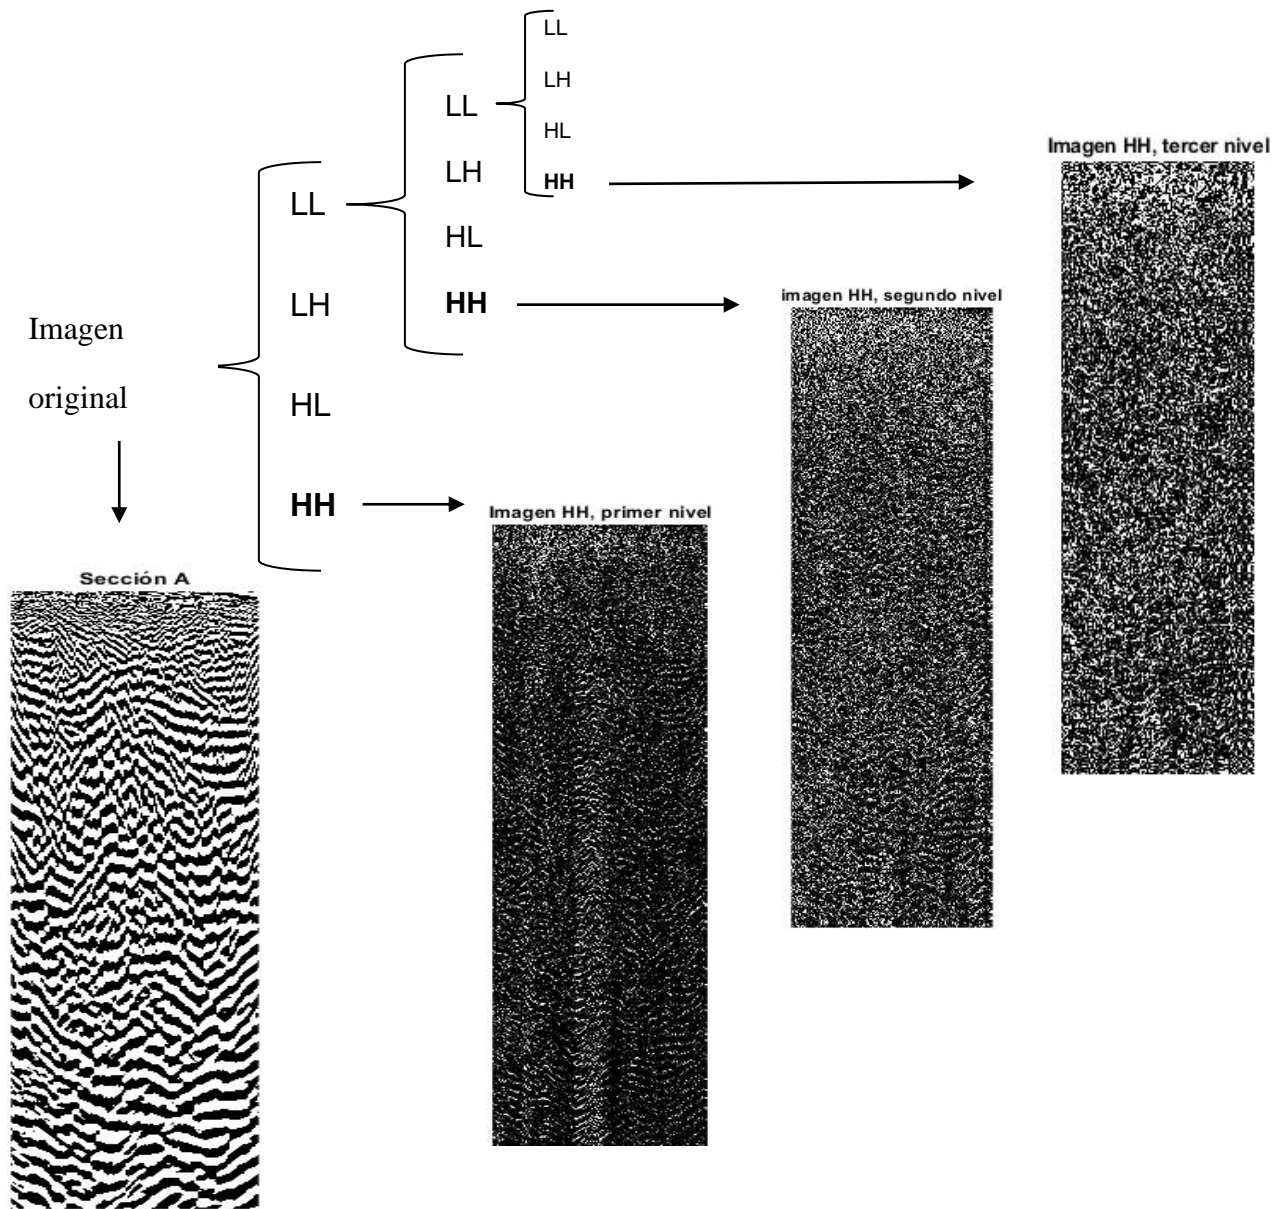 LL
LH
HL
HH
LL
LH
HL
HH
LL
LH
HL
HH
Imagen
original
Imagen HH, tercer nivel
imagen HH, segundo nivel
Imagen HH, primer nivel
Sección A